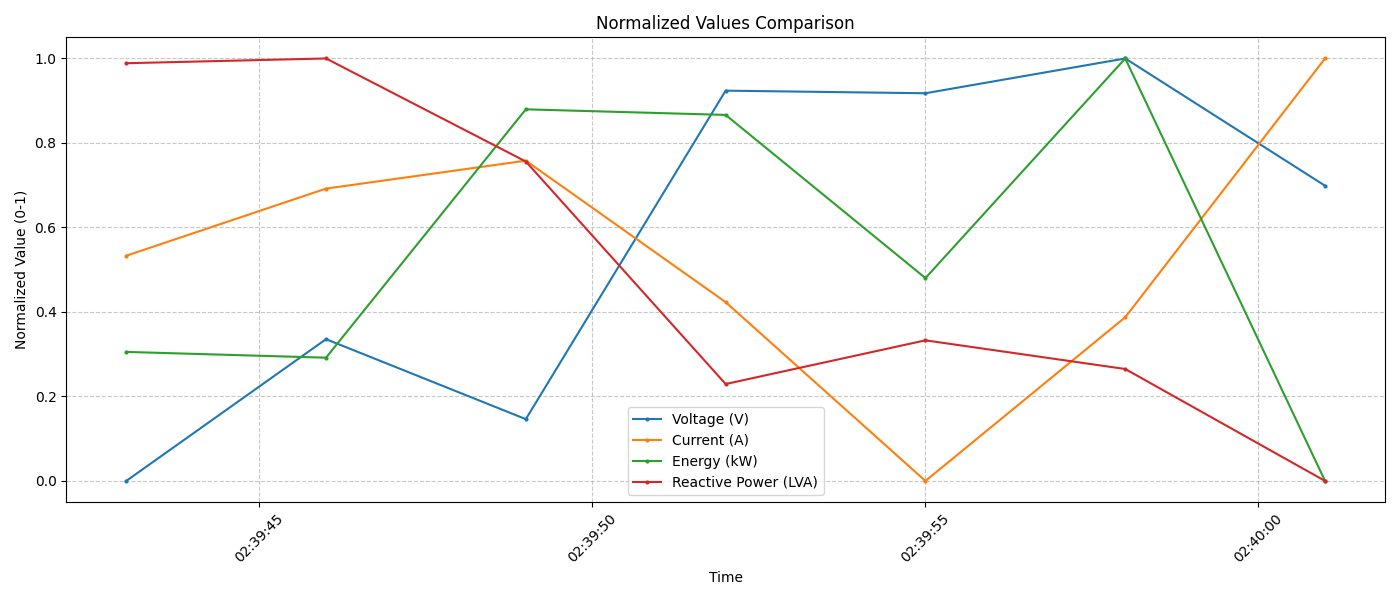 Normalized Values Comparison
Normalized Value (0-1)
1.0
0.8
0.6
0.4
0.2
0.0
Voltage (V)
Current (A)
Energy (kW)
Reactive Power (LVA)
02:39:45
02:39:50
02:39:55
02:40:00
Time